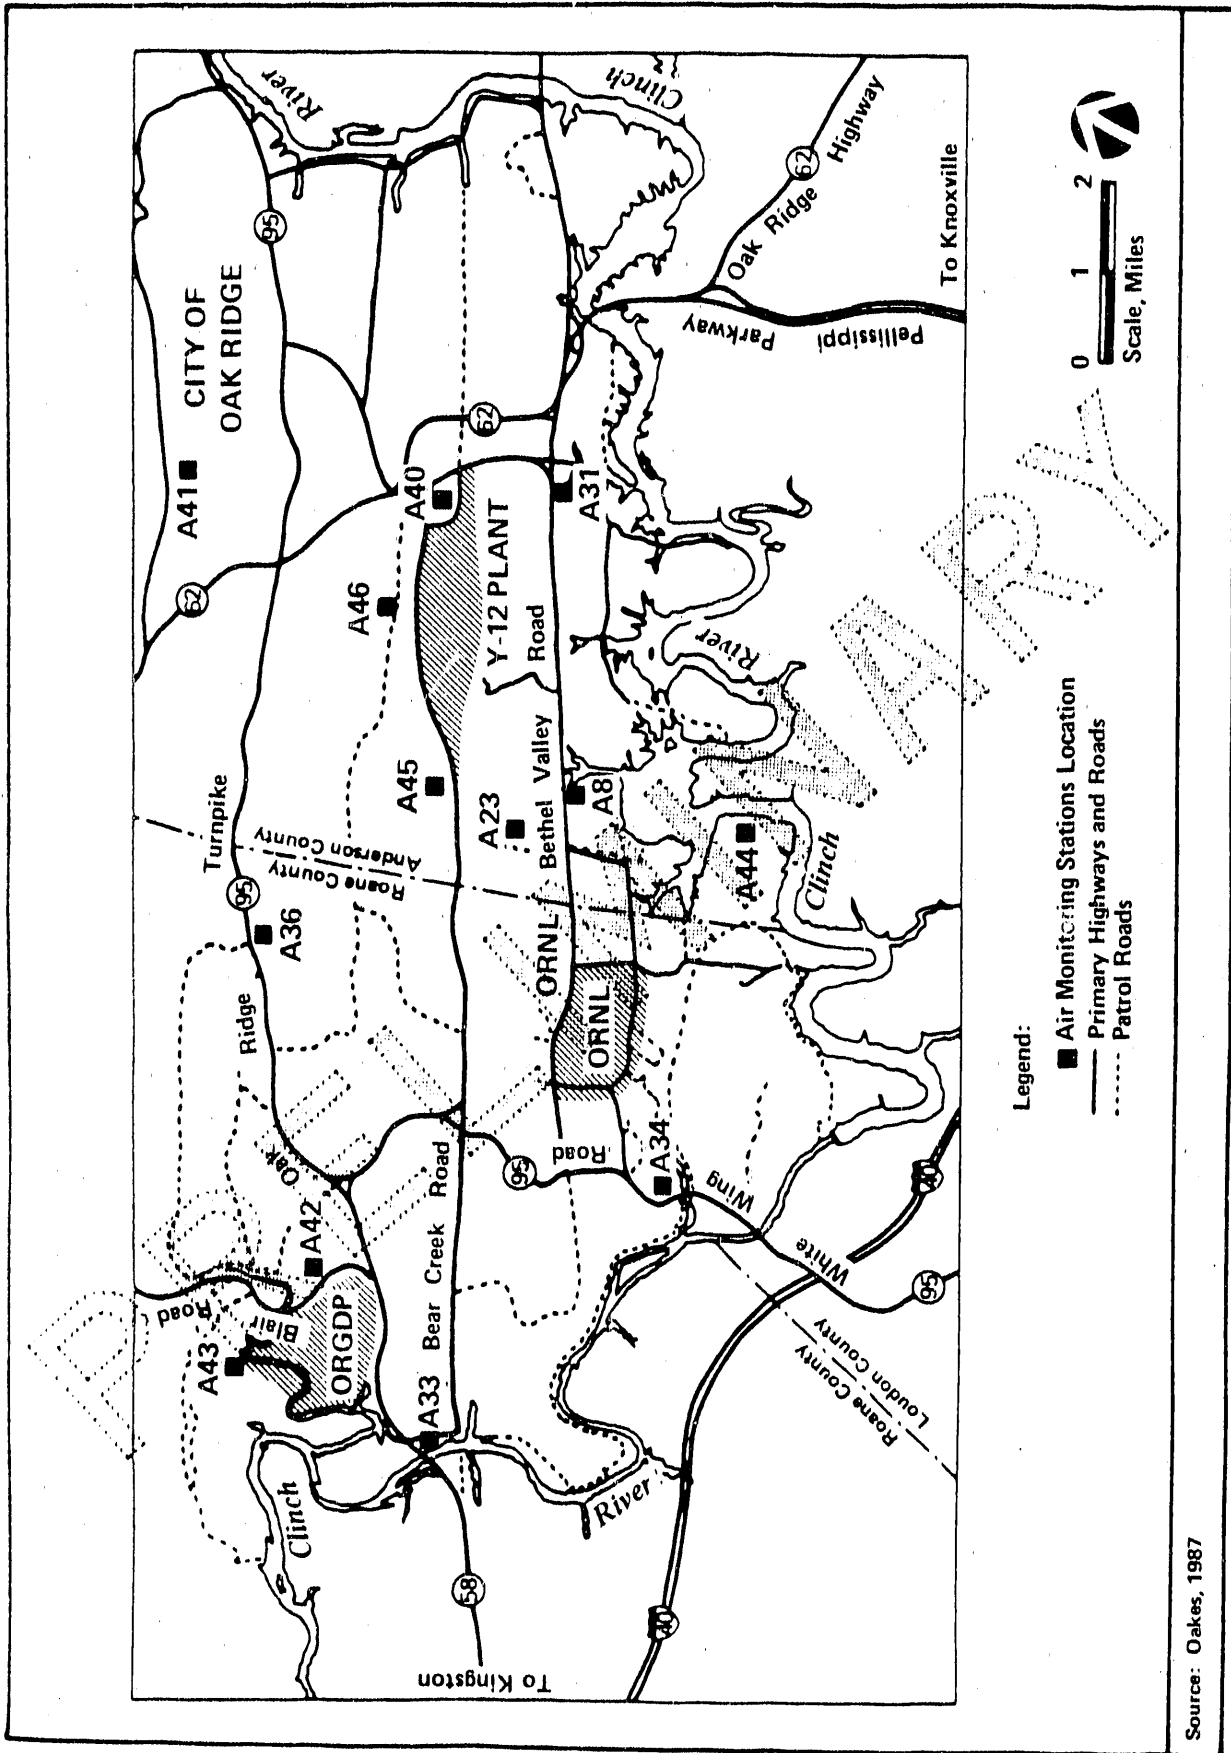 CITY OF
OAK RIDGE
A41
95
62
River
Clinch
62
Oak Ridge Highway
To Knoxville
Pellissippi
Parkway
62
A40
A46
A31
Y-12 PLANT
Bethel Valley Road
ORNL
A45
A23
A8
A44
River
Clinch
Anderson County
Roane County
Oak Ridge Turnpike
95
A36
ORNL
A34
95
White Wing Road
Bear Creek Road
A42
Blair Road
A43
ORGDP
A33
Clinch
River
58
To Kingston
40
40
95
Roane County
Loudon County
PRELIMINARY
Legend:
Air Monitoring Stations Location
Primary Highways and Roads
Patrol Roads
0 1 2
Scale, Miles
Source: Oakes, 1987